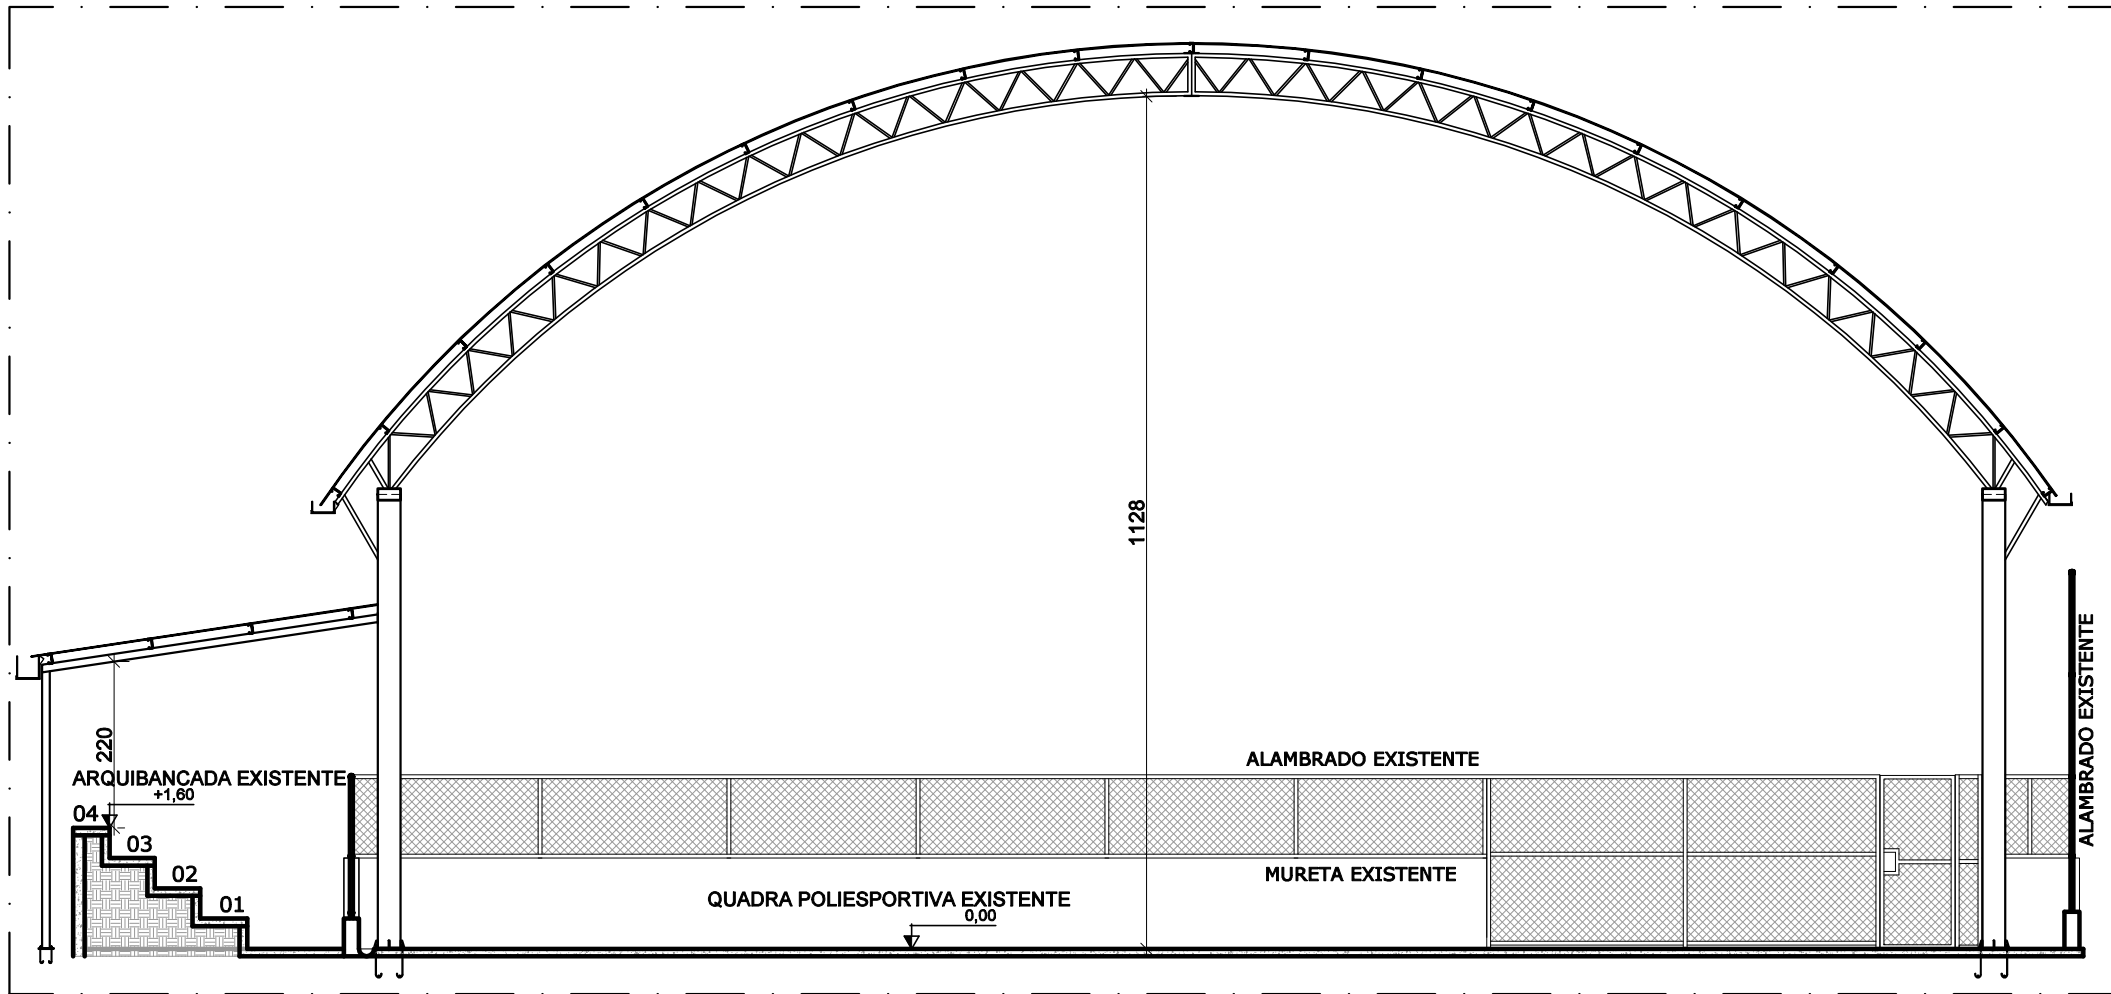 1128
ALAMBRADO EXISTENTE
220
ALAMBRADO EXISTENTE
ARQUIBANCADA EXISTENTE
+1,60
04
03
MURETA EXISTENTE
02
QUADRA POLIESPORTIVA EXISTENTE
01
0,00